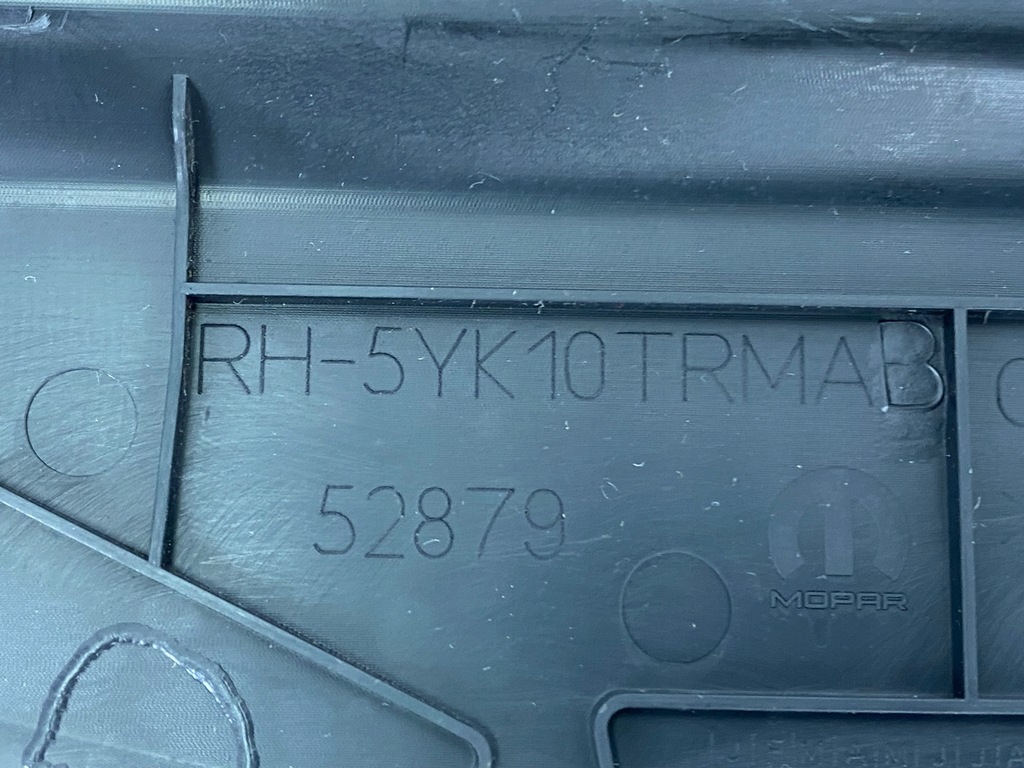 RH-5YK10TRMAB
52879
MOPAR
J F M A M J J A